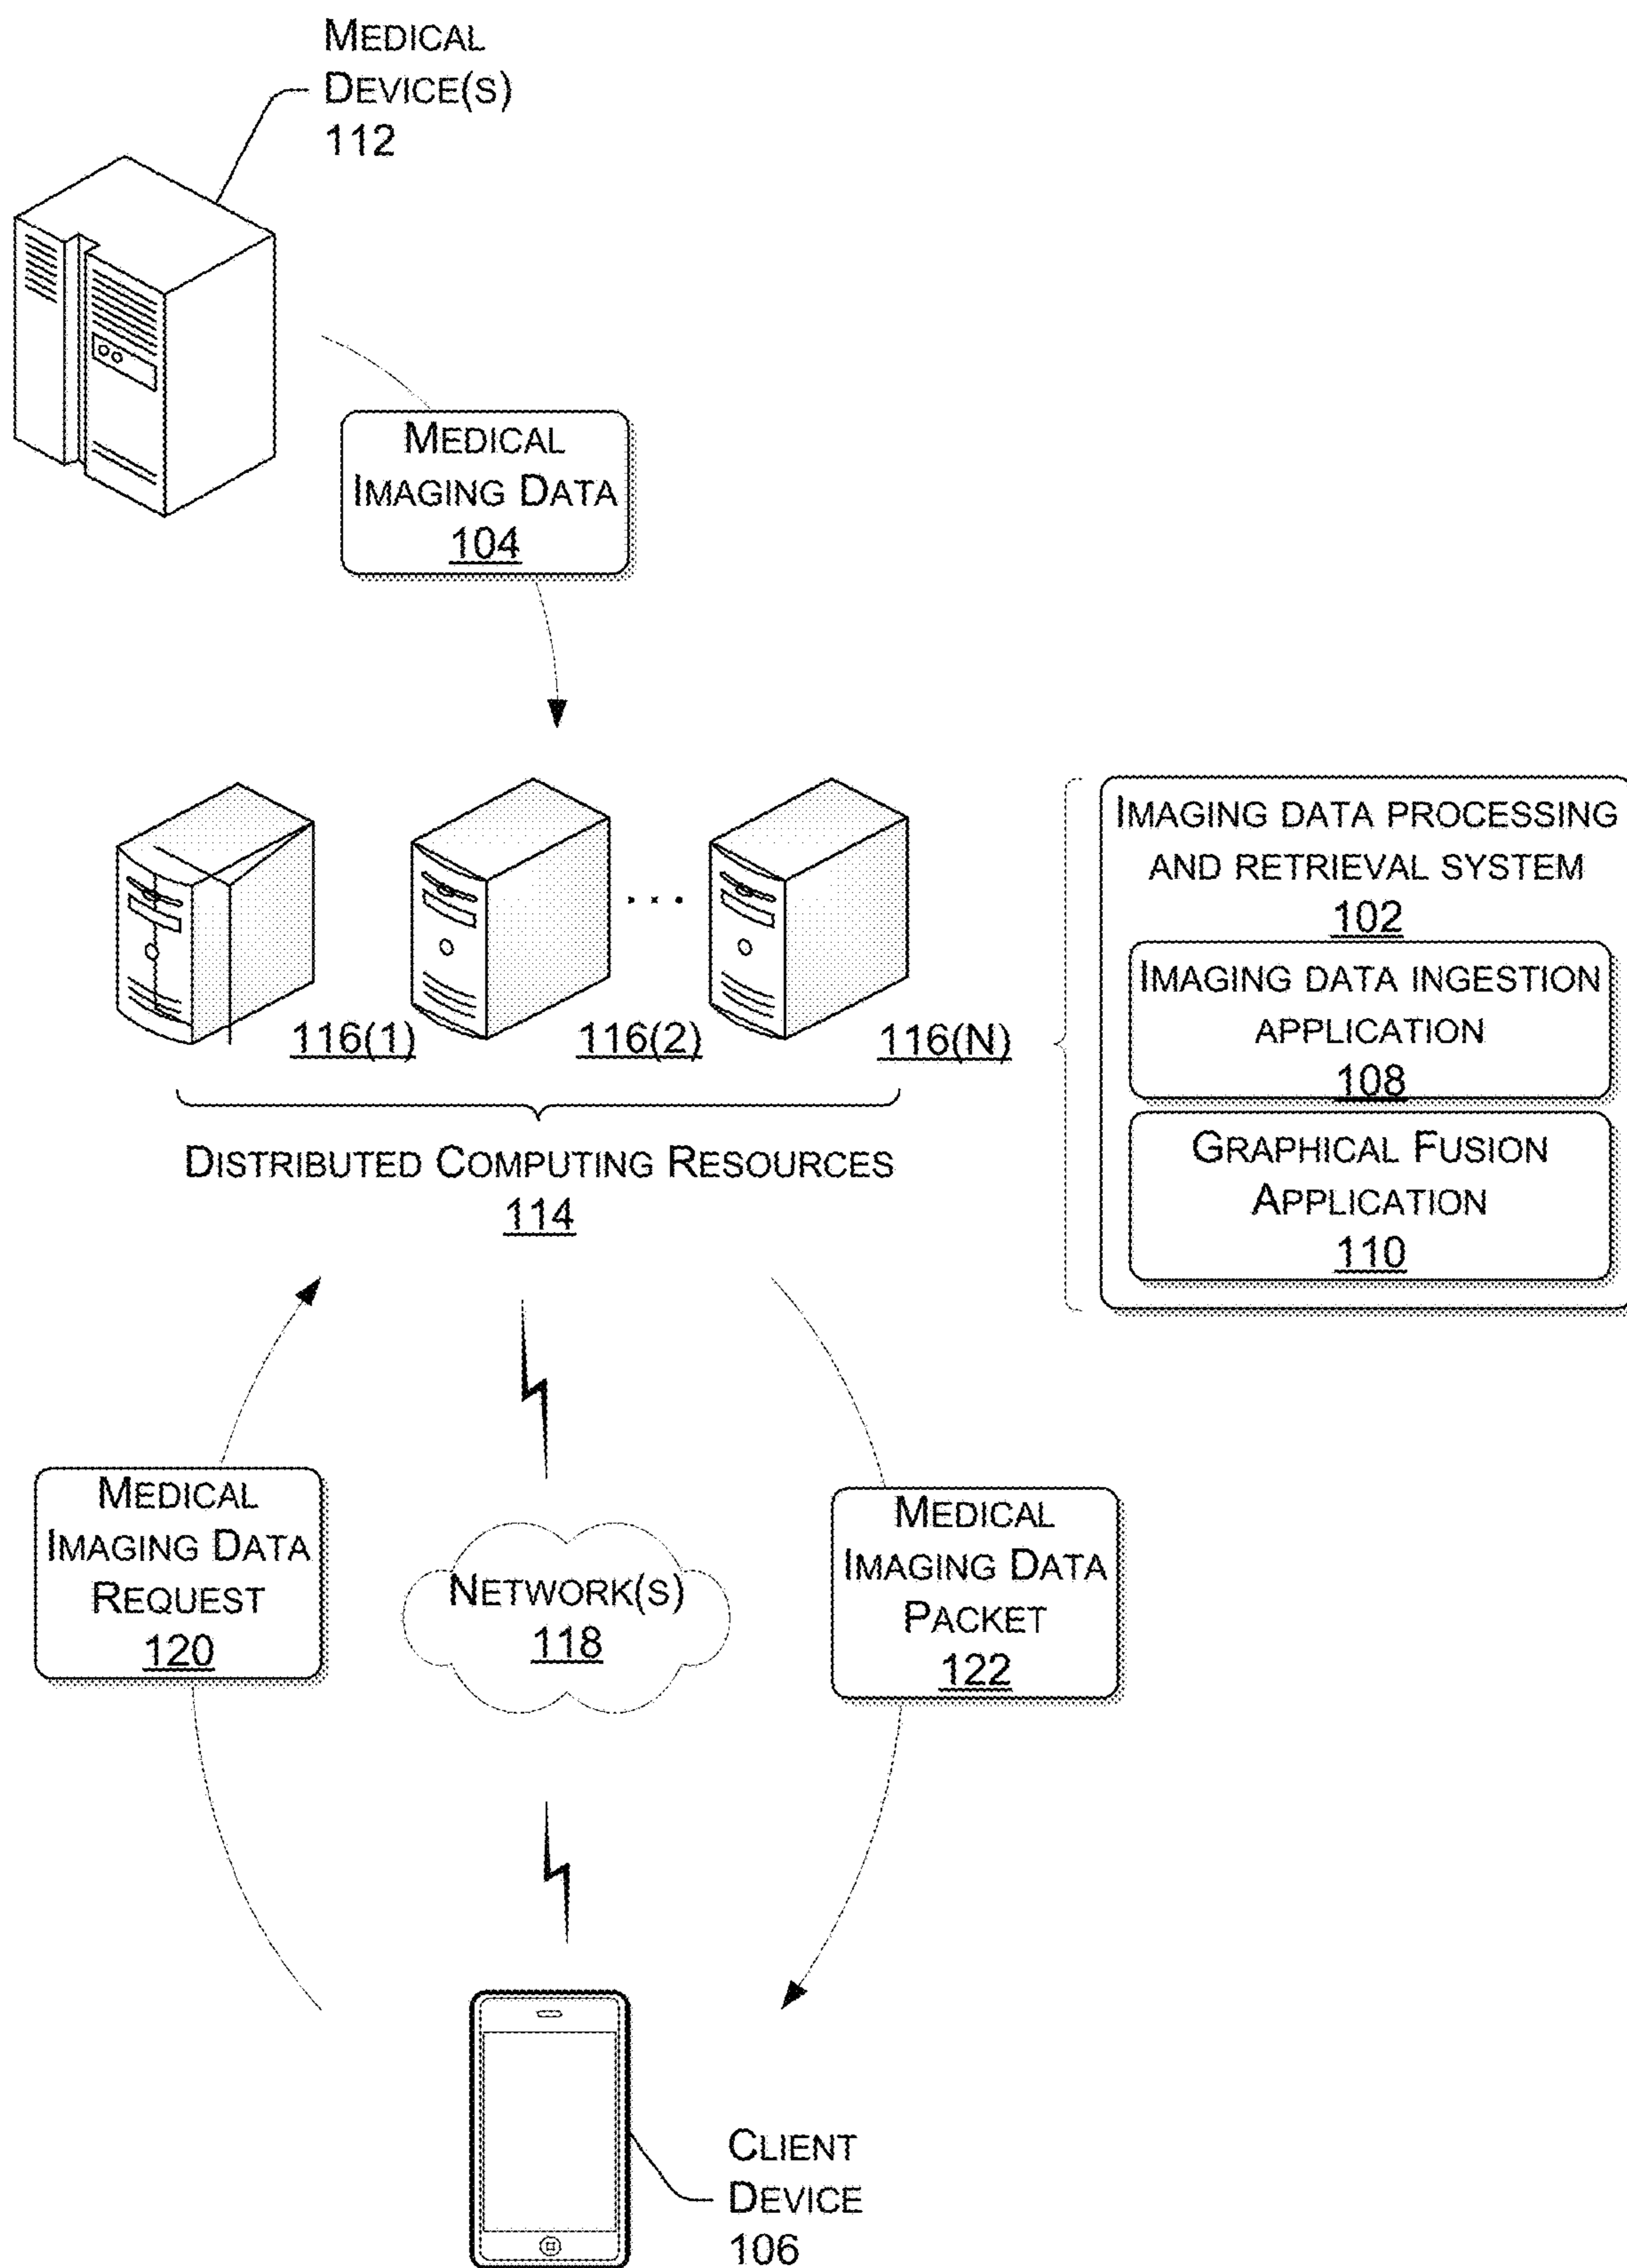 MEDICAL
DEVICE(S)
112
MEDICAL
IMAGING DATA
104
IMAGING DATA PROCESSING
AND RETRIEVAL SYSTEM
102
IMAGING DATA INGESTION
APPLICATION
108
GRAPHICAL FUSION
APPLICATION
110
116(1)
116(2)
...
116(N)
DISTRIBUTED COMPUTING RESOURCES
114
MEDICAL
IMAGING DATA
REQUEST
120
NETWORK(S)
118
MEDICAL
IMAGING DATA
PACKET
122
CLIENT
DEVICE
106